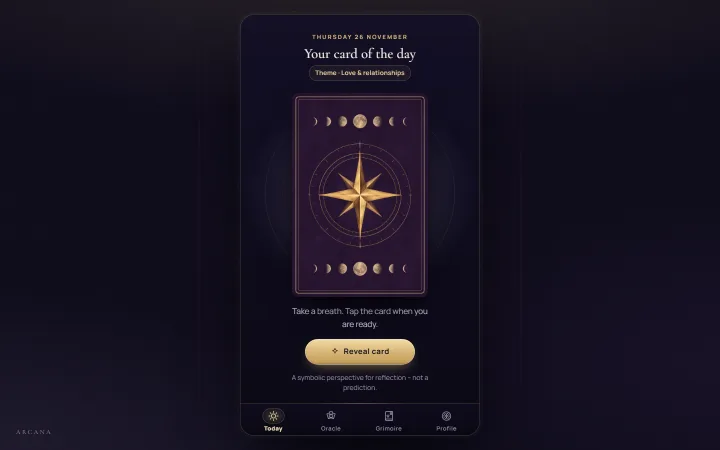 THURSDAY 26 NOVEMBER
Your card of the day
Theme · Love & relationships
Take a breath. Tap the card when you
are ready.
Reveal card
A symbolic perspective for reflection – not a
prediction.
Today
Oracle
Grimoire
Profile
ARCANA